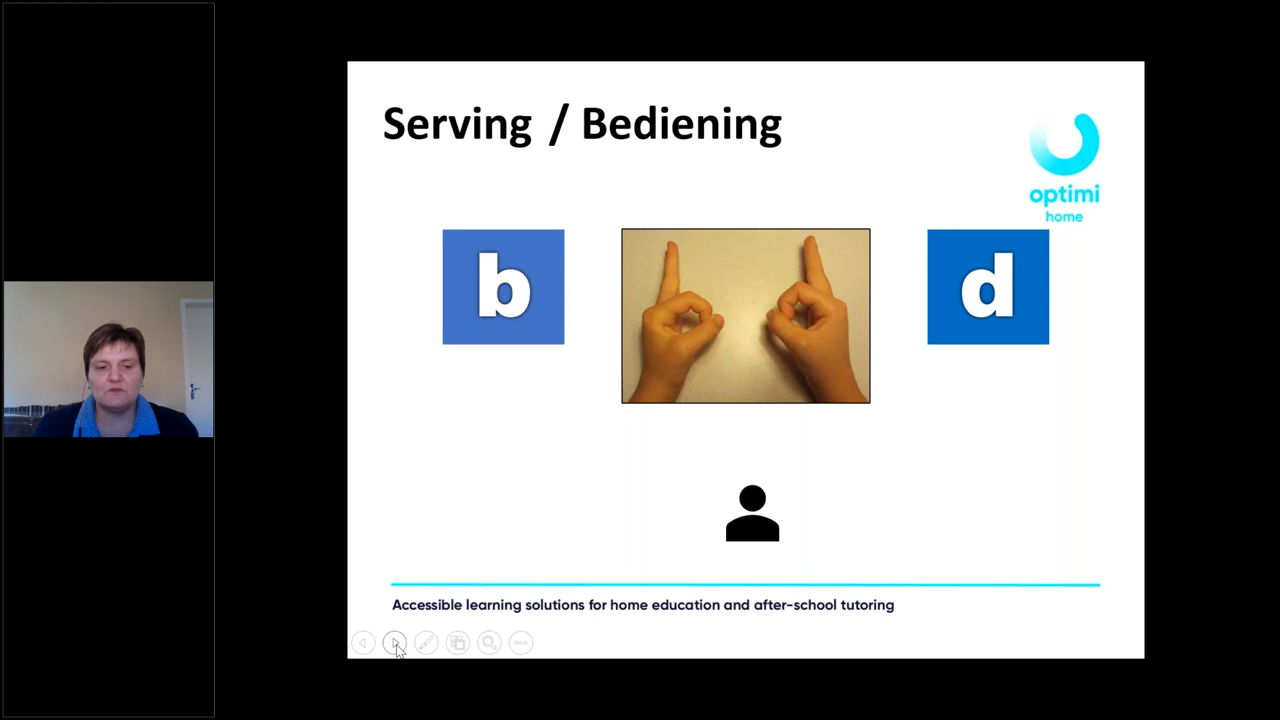 Serving / Bediening
optimi
home
b
d
Accessible learning solutions for home education and after-school tutoring